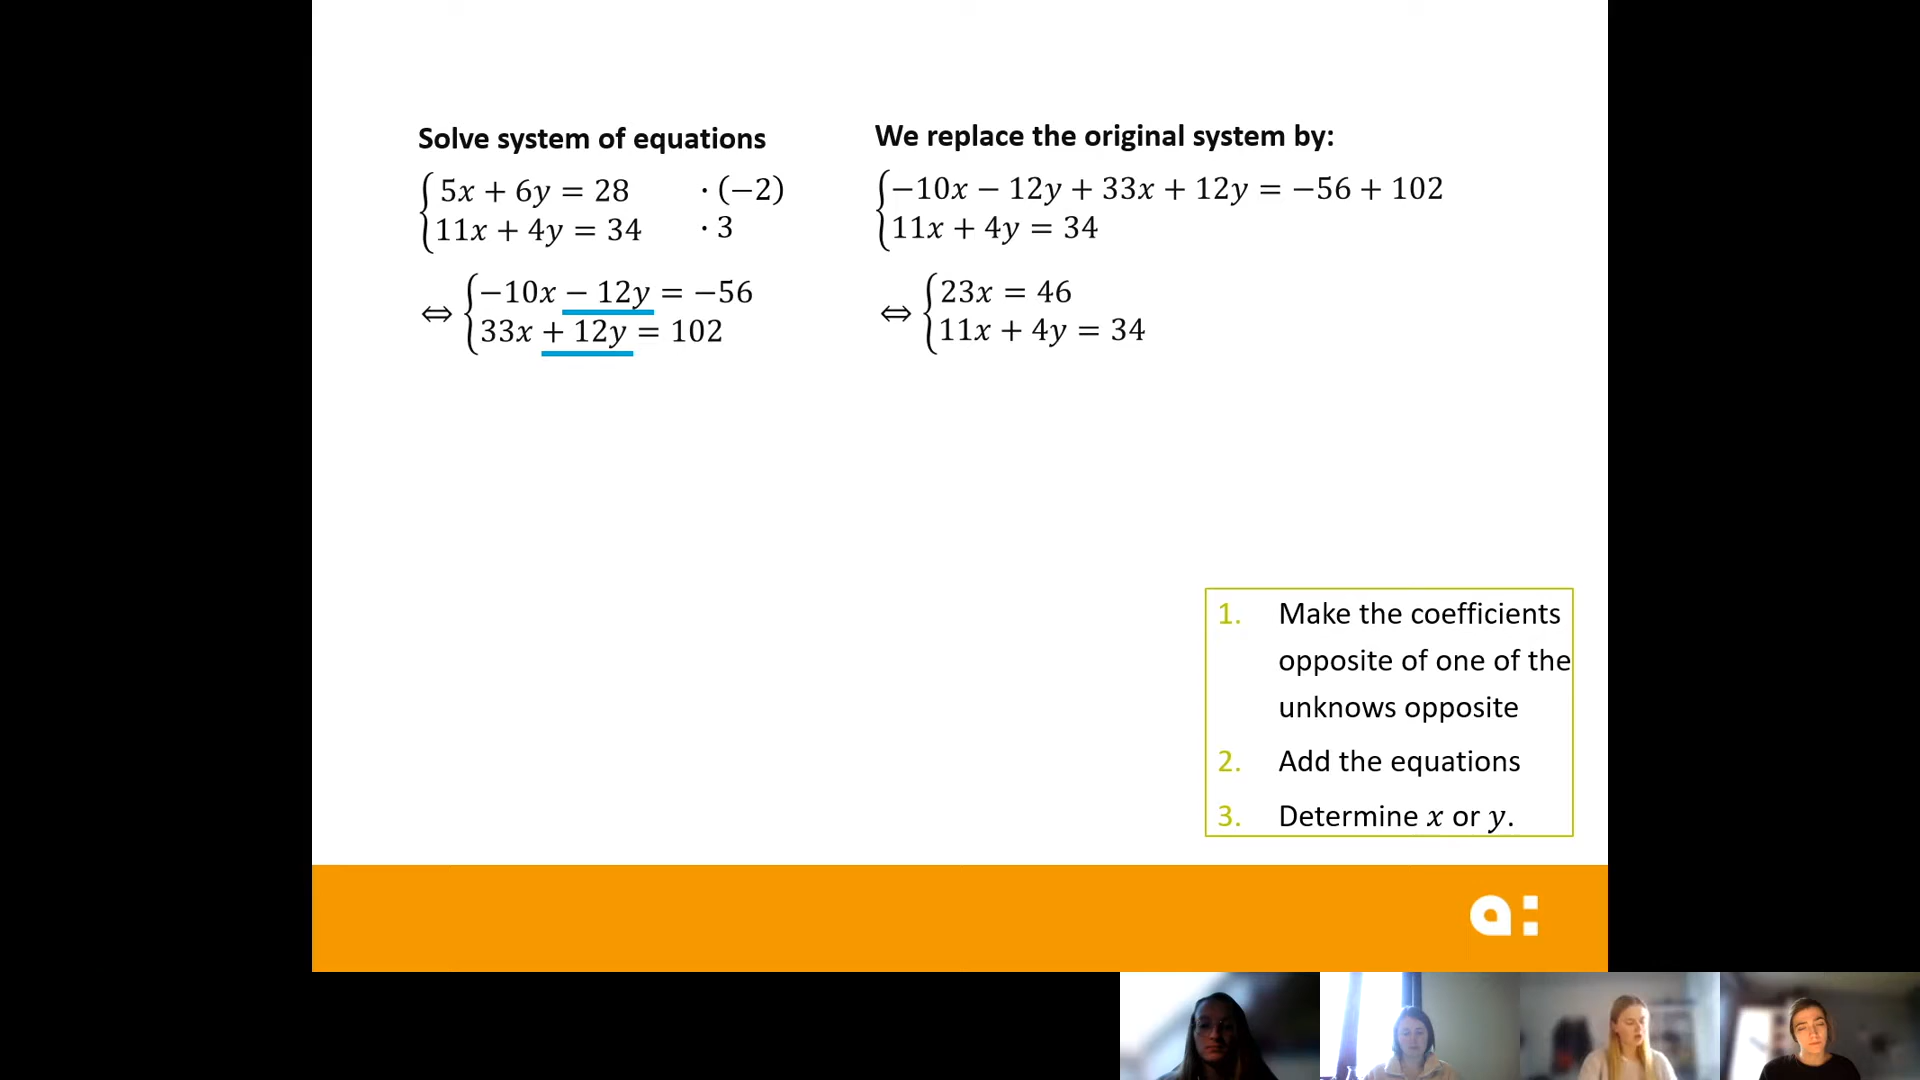 Solve system of equations
5x + 6y = 28 · (−2)
11x + 4y = 34 · 3
⇔ −10x − 12y = −56
33x + 12y = 102
We replace the original system by:
−10x − 12y + 33x + 12y = −56 + 102
11x + 4y = 34
⇔ 23x = 46
11x + 4y = 34
1. Make the coefficients
opposite of one of the
unknows opposite
2. Add the equations
3. Determine x or y.
a: